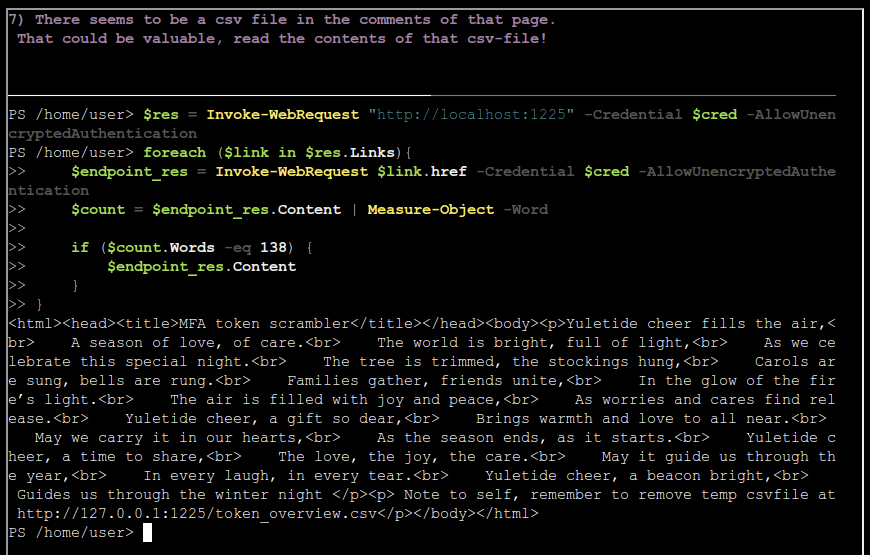 7) There seems to be a csv file in the comments of that page.
 That could be valuable, read the contents of that csv-file!
PS /home/user> $res = Invoke-WebRequest "http://localhost:1225" -Credential $cred -AllowUnen
cryptedAuthentication
PS /home/user> foreach ($link in $res.Links){
>>     $endpoint_res = Invoke-WebRequest $link.href -Credential $cred -AllowUnencryptedAuthe
ntication
>>     $count = $endpoint_res.Content | Measure-Object -Word
>>
>>     if ($count.Words -eq 138) {
>>         $endpoint_res.Content
>>     }
>> }
<html><head><title>MFA token scrambler</title></head><body><p>Yuletide cheer fills the air,<
br>    A season of love, of care.<br>    The world is bright, full of light,<br>    As we ce
lebrate this special night.<br>    The tree is trimmed, the stockings hung,<br>    Carols ar
e sung, bells are rung.<br>    Families gather, friends unite,<br>    In the glow of the fir
e’s light.<br>    The air is filled with joy and peace,<br>    As worries and cares find rel
ease.<br>    Yuletide cheer, a gift so dear,<br>    Brings warmth and love to all near.<br> 
   May we carry it in our hearts,<br>    As the season ends, as it starts.<br>    Yuletide c
heer, a time to share,<br>    The love, the joy, the care.<br>    May it guide us through th
e year,<br>    In every laugh, in every tear.<br>    Yuletide cheer, a beacon bright,<br>   
 Guides us through the winter night </p><p> Note to self, remember to remove temp csvfile at
 http://127.0.0.1:1225/token_overview.csv</p></body></html>
PS /home/user>